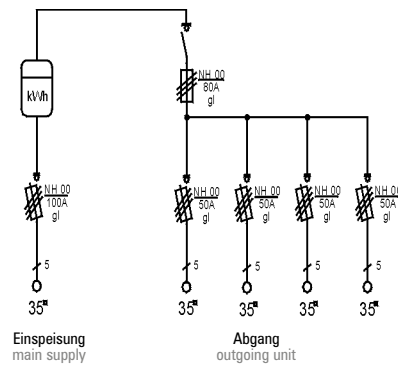 NH 00
80A
gl
kWh
NH 00
100A
gl
NH 00
50A
gl
NH 00
50A
gl
NH 00
50A
gl
NH 00
50A
gl
5
5
5
5
5
35¤
35¤
35¤
35¤
35¤
Einspeisung
main supply
Abgang
outgoing unit